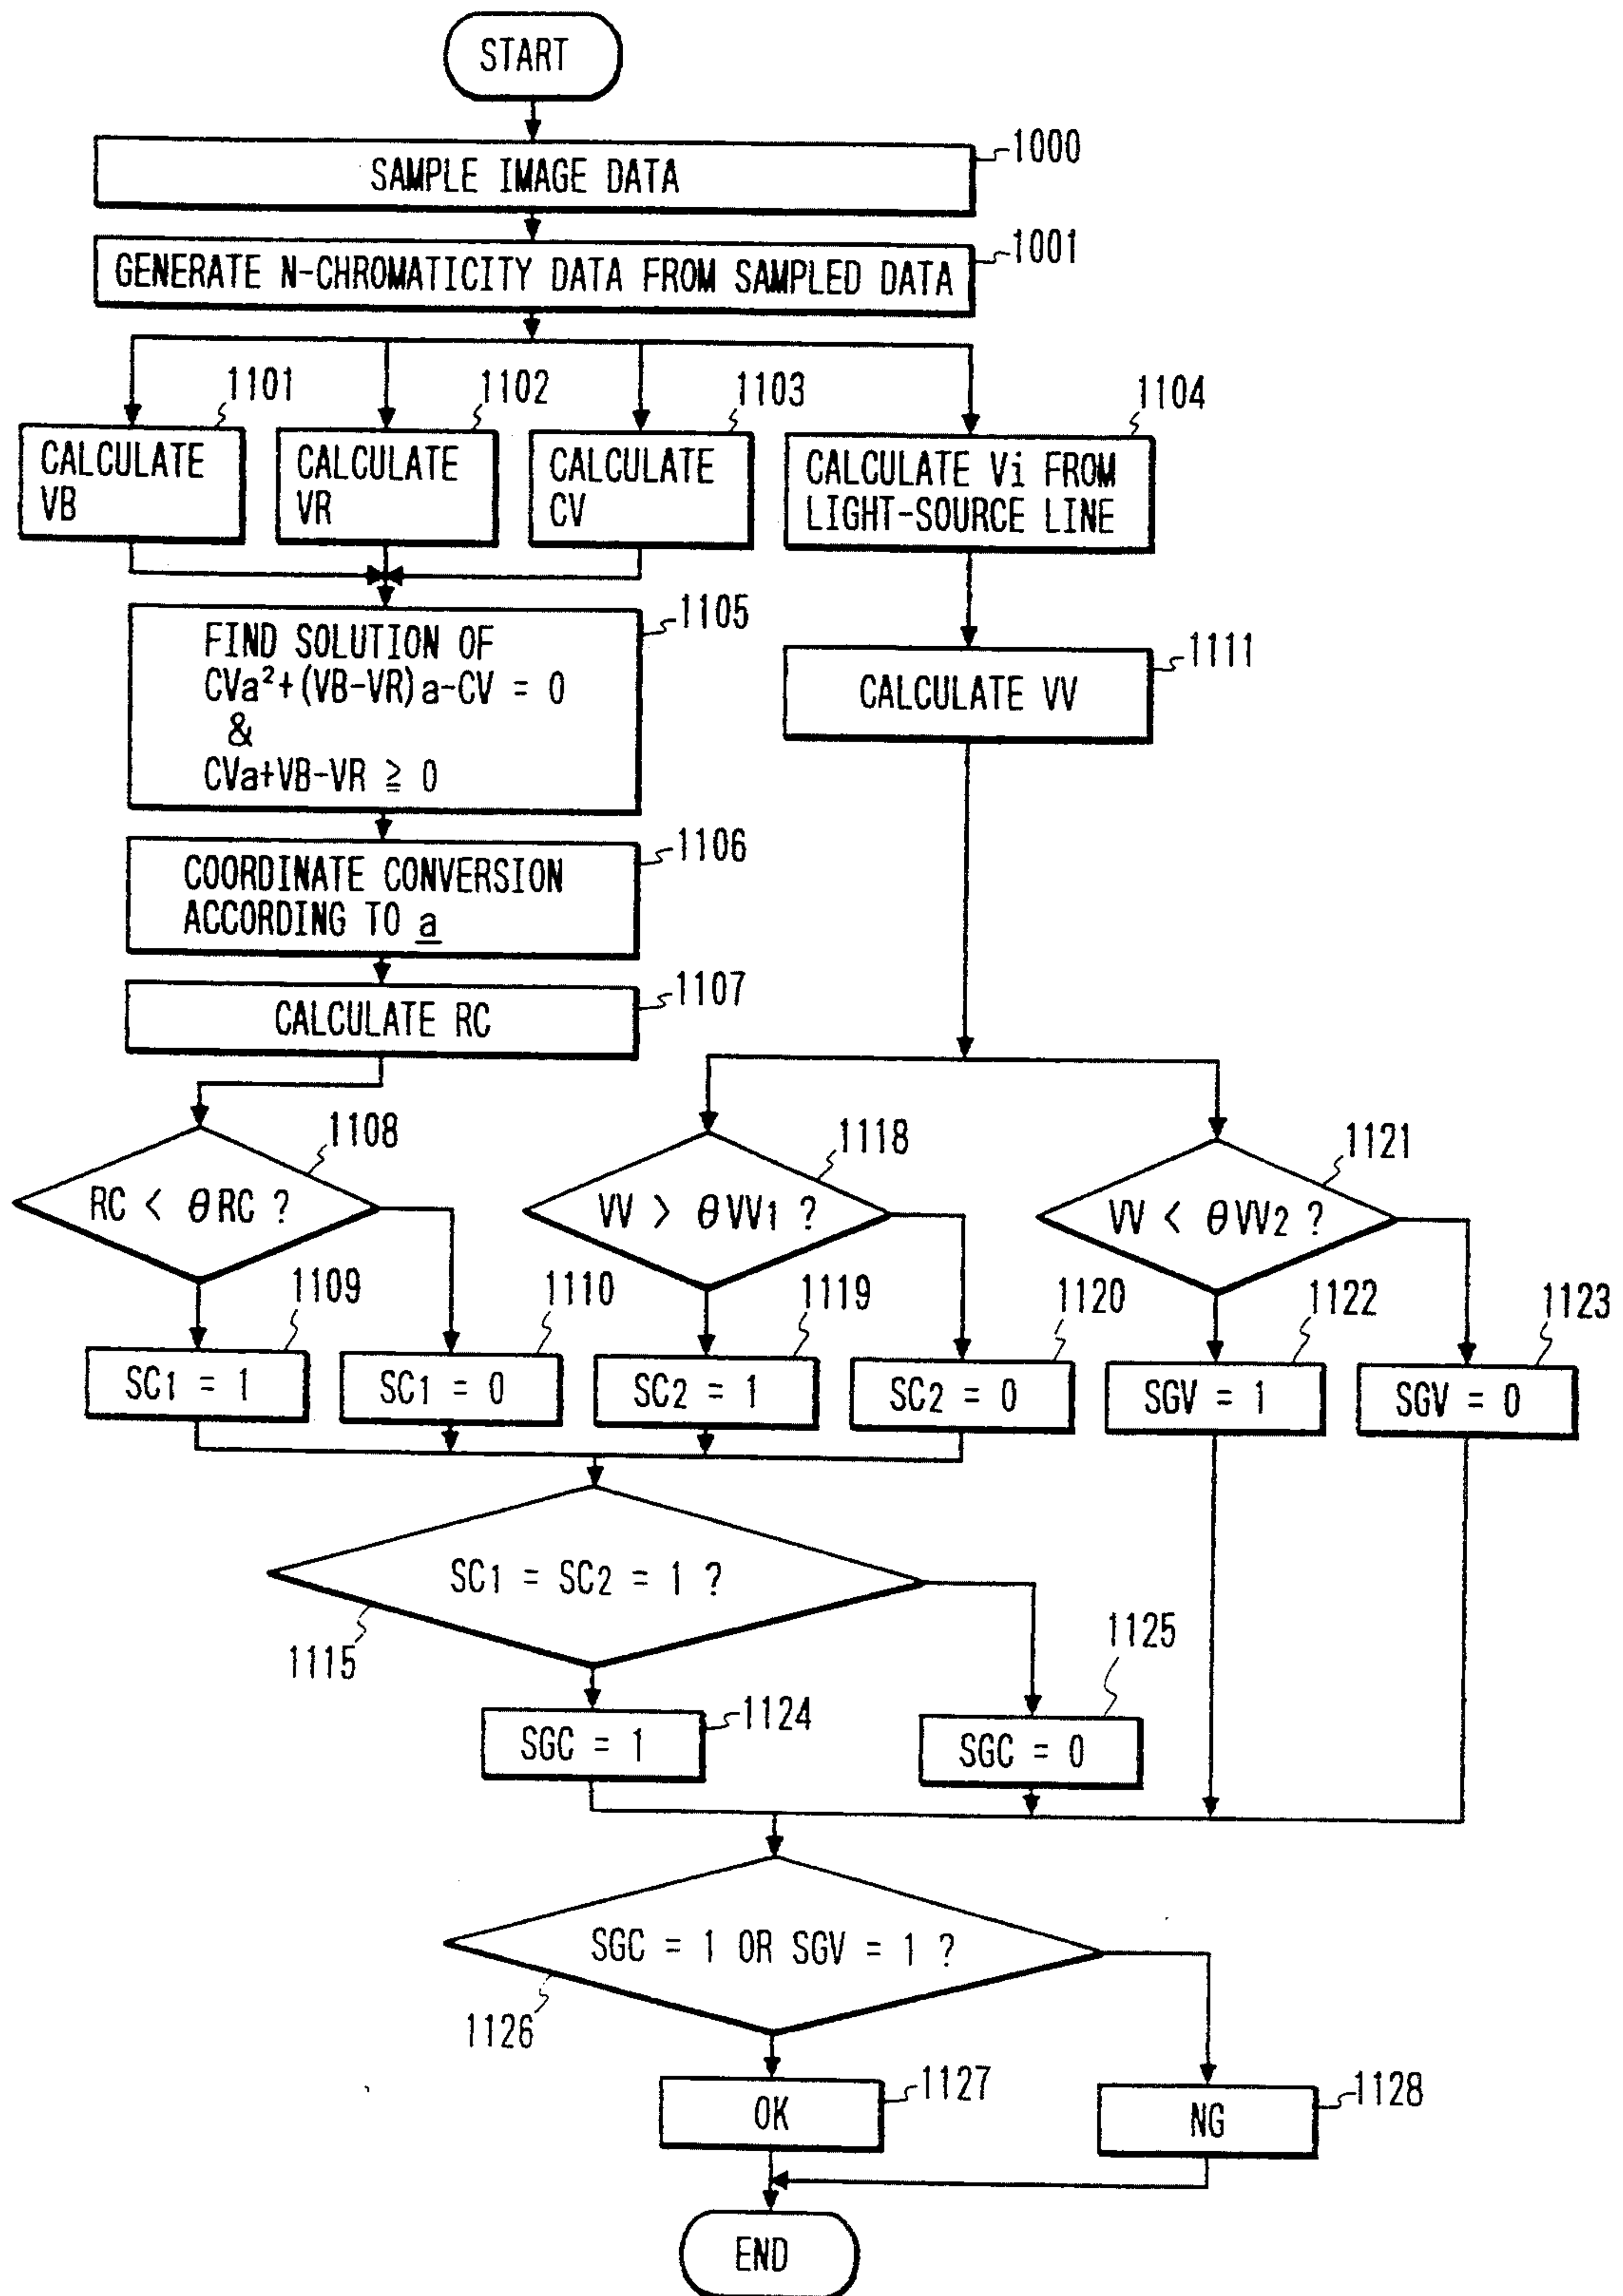 START
1000
SAMPLE IMAGE DATA
1001
GENERATE N-CHROMATICITY DATA FROM SAMPLED DATA
1101
CALCULATE
VB
1102
CALCULATE
VR
1103
CALCULATE
CV
1104
CALCULATE Vi FROM
LIGHT-SOURCE LINE
1105
FIND SOLUTION OF
CVa²+(VB-VR)a-CV = 0
&
CVa+VB-VR ≧ 0
1111
CALCULATE VV
1106
COORDINATE CONVERSION
ACCORDING TO a
1107
CALCULATE RC
1108
RC < θRC ?
1118
VV > θVV1 ?
1121
VV < θVV2 ?
1109
SC1 = 1
1110
SC1 = 0
1119
SC2 = 1
1120
SC2 = 0
1122
SGV = 1
1123
SGV = 0
SC1 = SC2 = 1 ?
1115
1124
SGC = 1
1125
SGC = 0
SGC = 1 OR SGV = 1 ?
1126
1127
OK
1128
NG
END